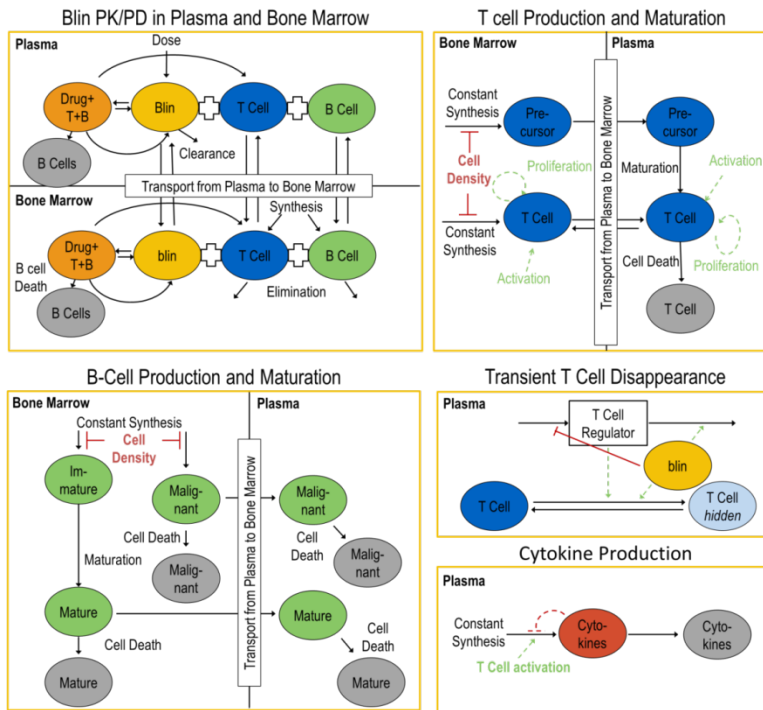 Blin PK/PD in Plasma and Bone Marrow
Plasma
Dose
Drug+
T+B
Blin
T Cell
B Cell
B Cells
Clearance
Transport from Plasma to Bone Marrow
Bone Marrow
Synthesis
Drug+
T+B
blin
T Cell
B Cell
B cell
Death
B Cells
Elimination
T cell Production and Maturation
Bone Marrow
Plasma
Constant
Synthesis
Pre-
cursor
Pre-
cursor
Cell
Density
Proliferation
Maturation
Activation
T Cell
T Cell
Constant
Synthesis
Activation
Cell Death
Proliferation
T Cell
Transport from Plasma to Bone Marrow
B-Cell Production and Maturation
Bone Marrow
Plasma
Constant Synthesis
Cell
Density
Im-
mature
Malig-
nant
Malig-
nant
Cell Death
Cell
Death
Malig-
nant
Malig-
nant
Maturation
Mature
Mature
Cell Death
Cell
Death
Mature
Mature
Transport from Plasma to Bone Marrow
Transient T Cell Disappearance
Plasma
T Cell
Regulator
blin
T Cell
T Cell
hidden
Cytokine Production
Plasma
Constant
Synthesis
Cyto-
kines
Cyto-
kines
T Cell activation